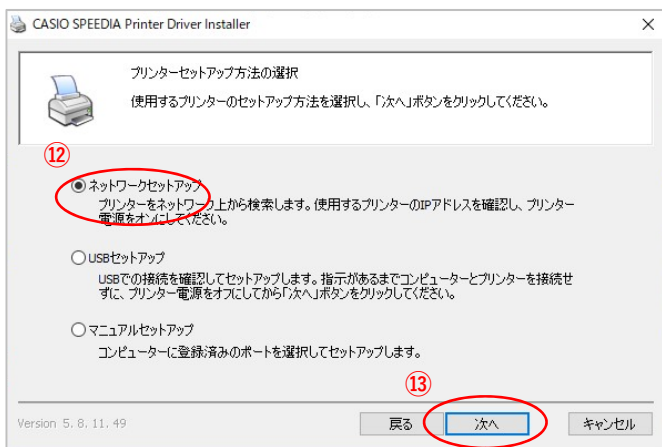 CASIO SPEEDIA Printer Driver Installer
プリンターセットアップ方法の選択
使用するプリンターのセットアップ方法を選択し、「次へ」ボタンをクリックしてください。
⑫
ネットワークセットアップ
プリンターをネットワーク上から検索します。使用するプリンターのIPアドレスを確認し、プリンター
電源をオンにしてください。
USBセットアップ
USBでの接続を確認してセットアップします。指示があるまでコンピューターとプリンターを接続せ
ずに、プリンター電源をオフにしてから「次へ」ボタンをクリックしてください。
マニュアルセットアップ
コンピューターに登録済みのポートを選択してセットアップします。
⑬
Version 5. 8. 11. 49
戻る
次へ
キャンセル